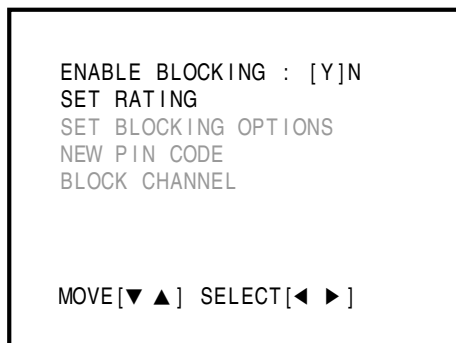 ENABLE BLOCKING : [Y]N
SET RATING
SET BLOCKING OPTIONS
NEW PIN CODE
BLOCK CHANNEL
MOVE[▼ ▲] SELECT[◀ ▶]